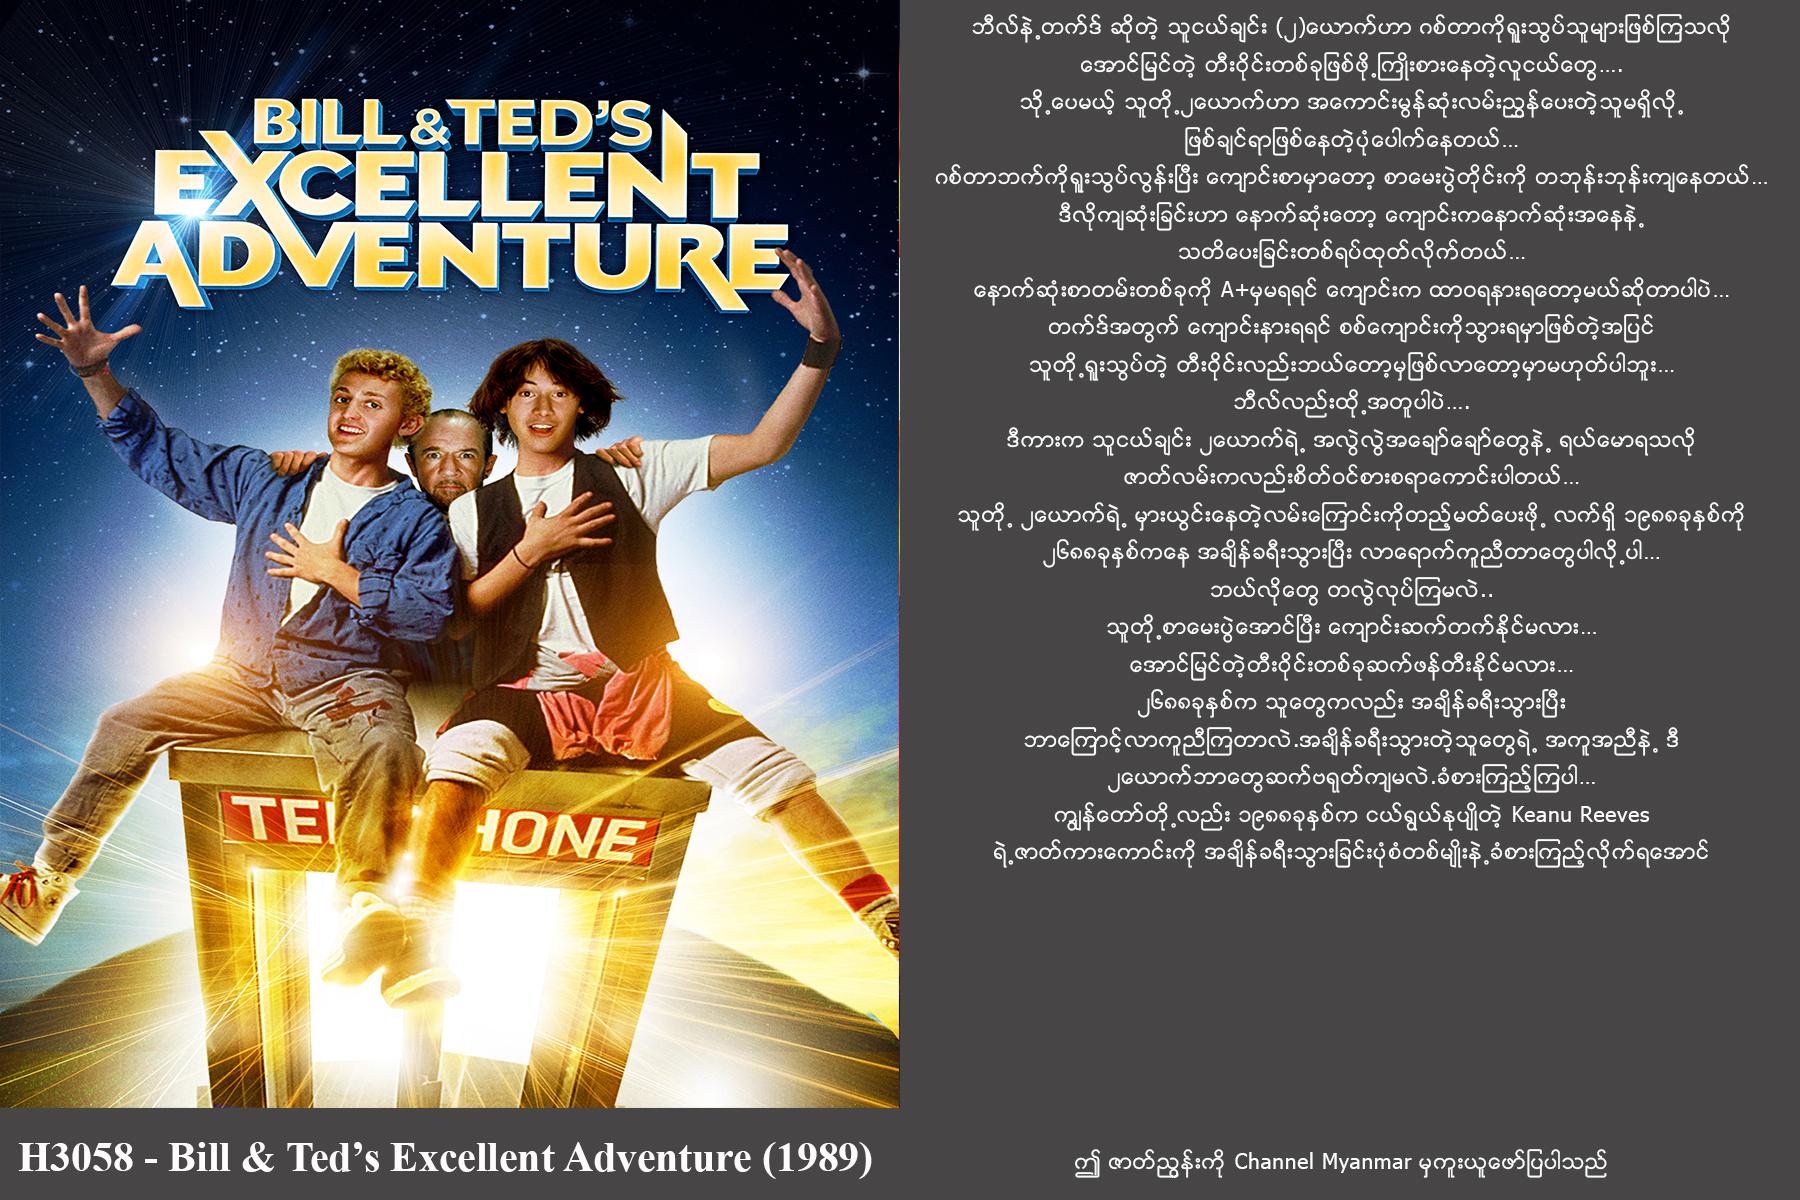 BILL & TED'S
EXCELLENT
ADVENTURE
TELEPHONE
H3058 - Bill & Ted's Excellent Adventure (1989)
ဘီလ်နဲ့တက်ဒ် ဆိုတဲ့ သူငယ်ချင်း (၂)ယောက်ဟာ ဂစ်တာကိုရူးသွပ်သူများဖြစ်ကြသလို
အောင်မြင်တဲ့ တီးဝိုင်းတစ်ခုဖြစ်ဖို့ကြိုးစားနေတဲ့လူငယ်တွေ....
သို့ပေမယ့် သူတို့၂ယောက်ဟာ အကောင်းမွန်ဆုံးလမ်းညွှန်ပေးတဲ့သူမရှိလို့
ဖြစ်ချင်ရာဖြစ်နေတဲ့ပုံပေါက်နေတယ်...
ဂစ်တာဘက်ကိုရူးသွပ်လွန်းပြီး ကျောင်းစာမှာတော့ စာမေးပွဲတိုင်းကို တဘုန်းဘုန်းကျနေတယ်...
ဒီလိုကျဆုံးခြင်းဟာ နောက်ဆုံးတော့ ကျောင်းကနောက်ဆုံးအနေနဲ့
သတိပေးခြင်းတစ်ရပ်ထုတ်လိုက်တယ်...
နောက်ဆုံးစာတမ်းတစ်ခုကို A+မှမရရင် ကျောင်းက ထာဝရနားရတော့မယ်ဆိုတာပါပဲ...
တက်ဒ်အတွက် ကျောင်းနားရရင် စစ်ကျောင်းကိုသွားရမှာဖြစ်တဲ့အပြင်
သူတို့ရူးသွပ်တဲ့ တီးဝိုင်းလည်းဘယ်တော့မှဖြစ်လာတော့မှာမဟုတ်ပါဘူး...
ဘီလ်လည်းထို့အတူပါပဲ....
ဒီကားက သူငယ်ချင်း ၂ယောက်ရဲ့ အလွဲလွဲအချော်ချော်တွေနဲ့ ရယ်မောရသလို
ဇာတ်လမ်းကလည်းစိတ်ဝင်စားစရာကောင်းပါတယ်...
သူတို့ ၂ယောက်ရဲ့ မှားယွင်းနေတဲ့လမ်းကြောင်းကိုတည့်မတ်ပေးဖို့ လက်ရှိ ၁၉၈၈ခုနှစ်ကို
၂၆၈၈ခုနှစ်ကနေ အချိန်ခရီးသွားပြီး လာရောက်ကူညီတာတွေပါလို့ပါ...
ဘယ်လိုတွေ တလွဲလုပ်ကြမလဲ..
သူတို့စာမေးပွဲအောင်ပြီး ကျောင်းဆက်တက်နိုင်မလား...
အောင်မြင်တဲ့တီးဝိုင်းတစ်ခုဆက်ဖန်တီးနိုင်မလား...
၂၆၈၈ခုနှစ်က သူတွေကလည်း အချိန်ခရီးသွားပြီး
ဘာကြောင့်လာကူညီကြတာလဲ.အချိန်ခရီးသွားတဲ့သူတွေရဲ့ အကူအညီနဲ့ ဒီ
၂ယောက်ဘာတွေဆက်ဗရုတ်ကျမလဲ.ခံစားကြည့်ကြပါ...
ကျွန်တော်တို့လည်း ၁၉၈၈ခုနှစ်က ငယ်ရွယ်နုပျိုတဲ့ Keanu Reeves
ရဲ့ဇာတ်ကားကောင်းကို အချိန်ခရီးသွားခြင်းပုံစံတစ်မျိုးနဲ့ခံစားကြည့်လိုက်ရအောင်
ဤ ဇာတ်ညွှန်းကို Channel Myanmar မှကူးယူဖော်ပြပါသည်